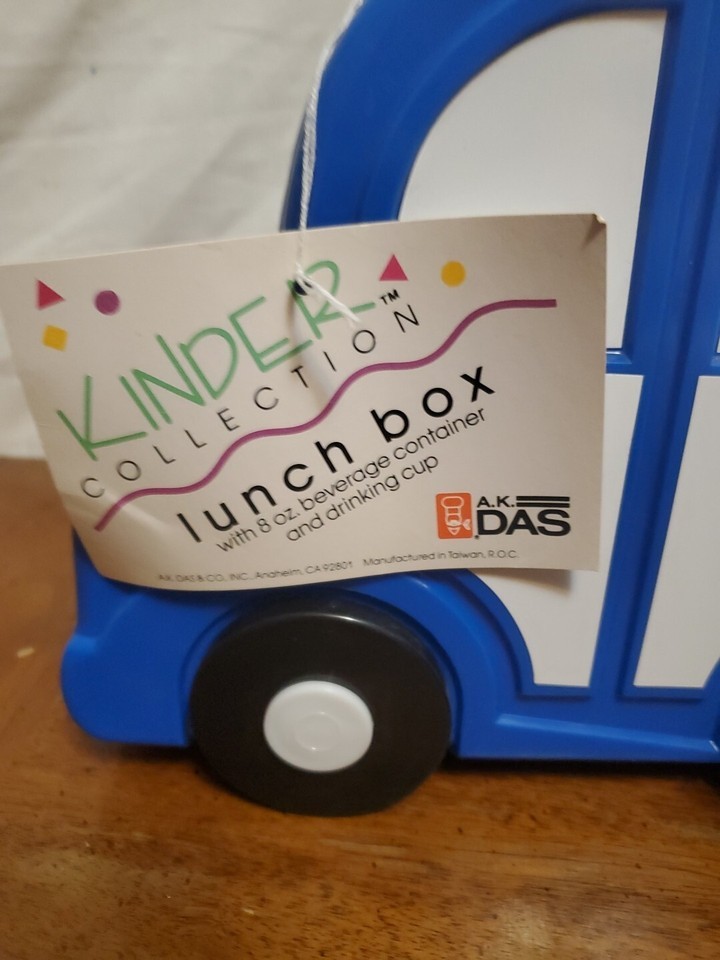 KINDER™
COLLECTION
lunch box
with 8 oz. beverage container
and drinking cup
A.K.
DAS
A.K. DAS & CO., INC., Anaheim, CA 92801 Manufactured in Taiwan, R.O.C.